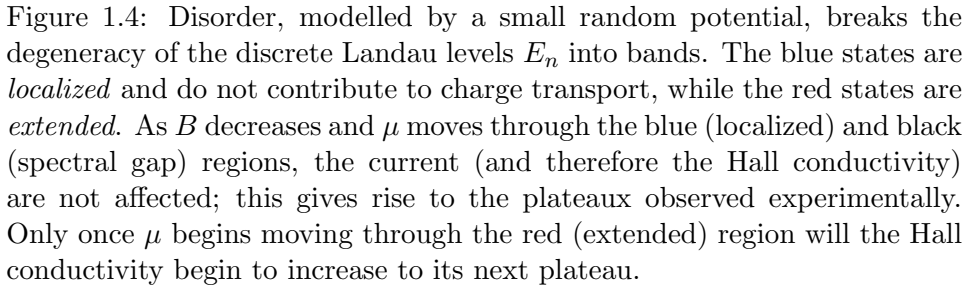 Figure 1.4: Disorder, modelled by a small random potential, breaks the
degeneracy of the discrete Landau levels Eₙ into bands. The blue states are
localized and do not contribute to charge transport, while the red states are
extended. As B decreases and μ moves through the blue (localized) and black
(spectral gap) regions, the current (and therefore the Hall conductivity)
are not affected; this gives rise to the plateaux observed experimentally.
Only once μ begins moving through the red (extended) region will the Hall
conductivity begin to increase to its next plateau.